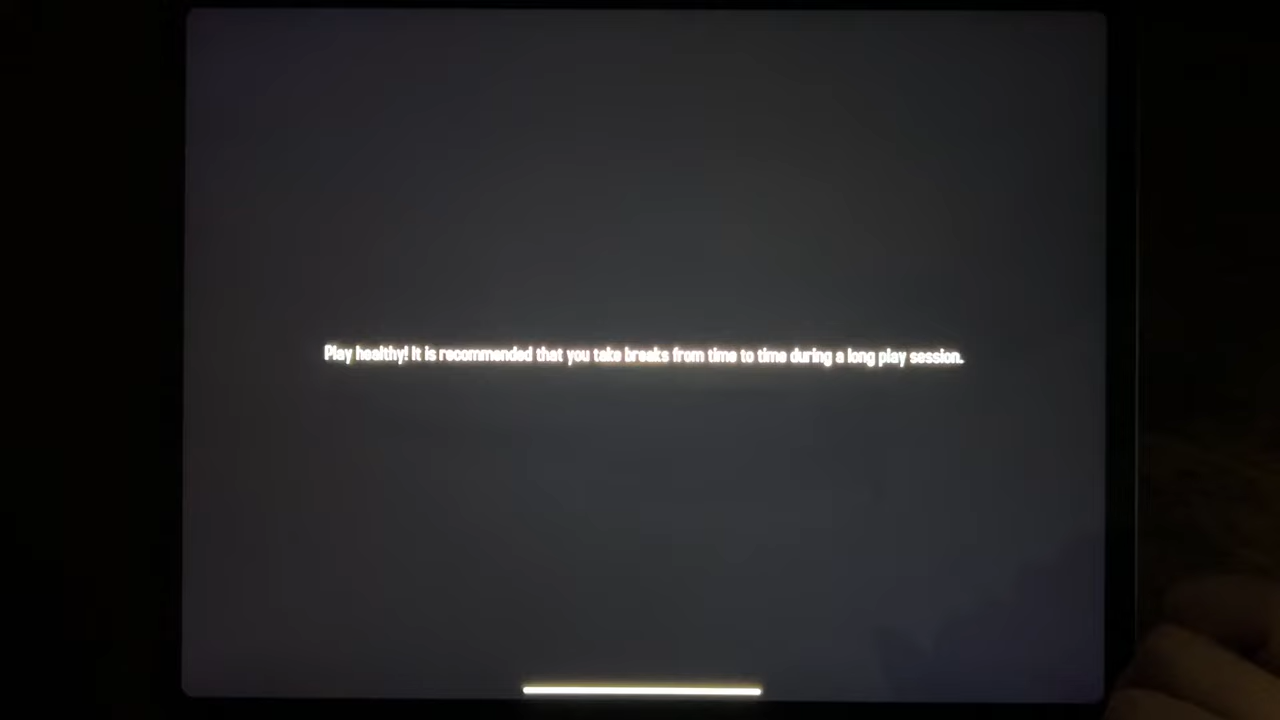 Play healthy! It is recommended that you take breaks from time to time during a long play session.